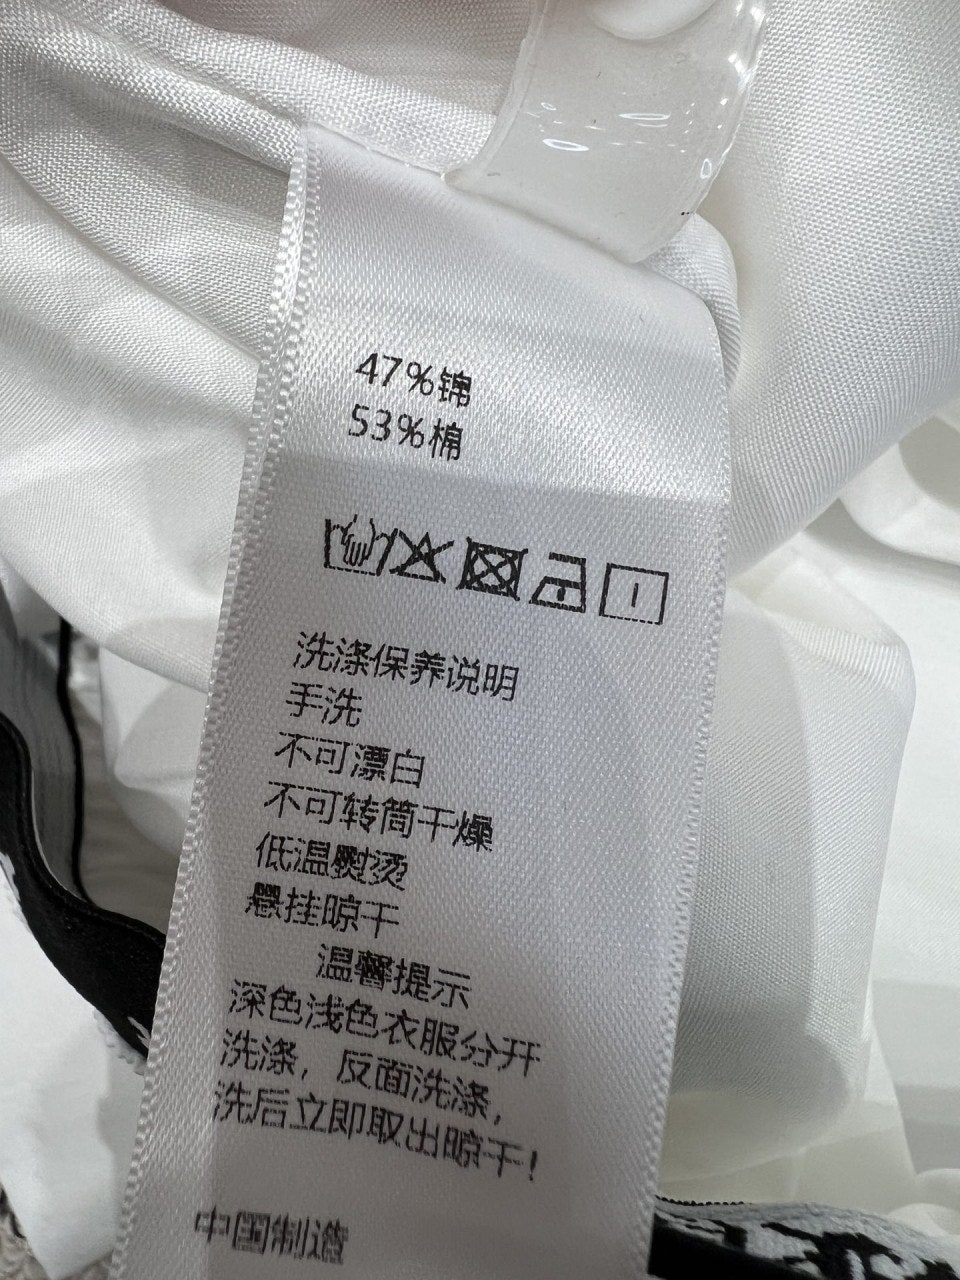 47%锦
53%棉
洗涤保养说明
手洗
不可漂白
不可转筒干燥
低温熨烫
悬挂晾干
温馨提示
深色浅色衣服分开
洗涤，反面洗涤，
洗后立即取出晾干！
中国制造